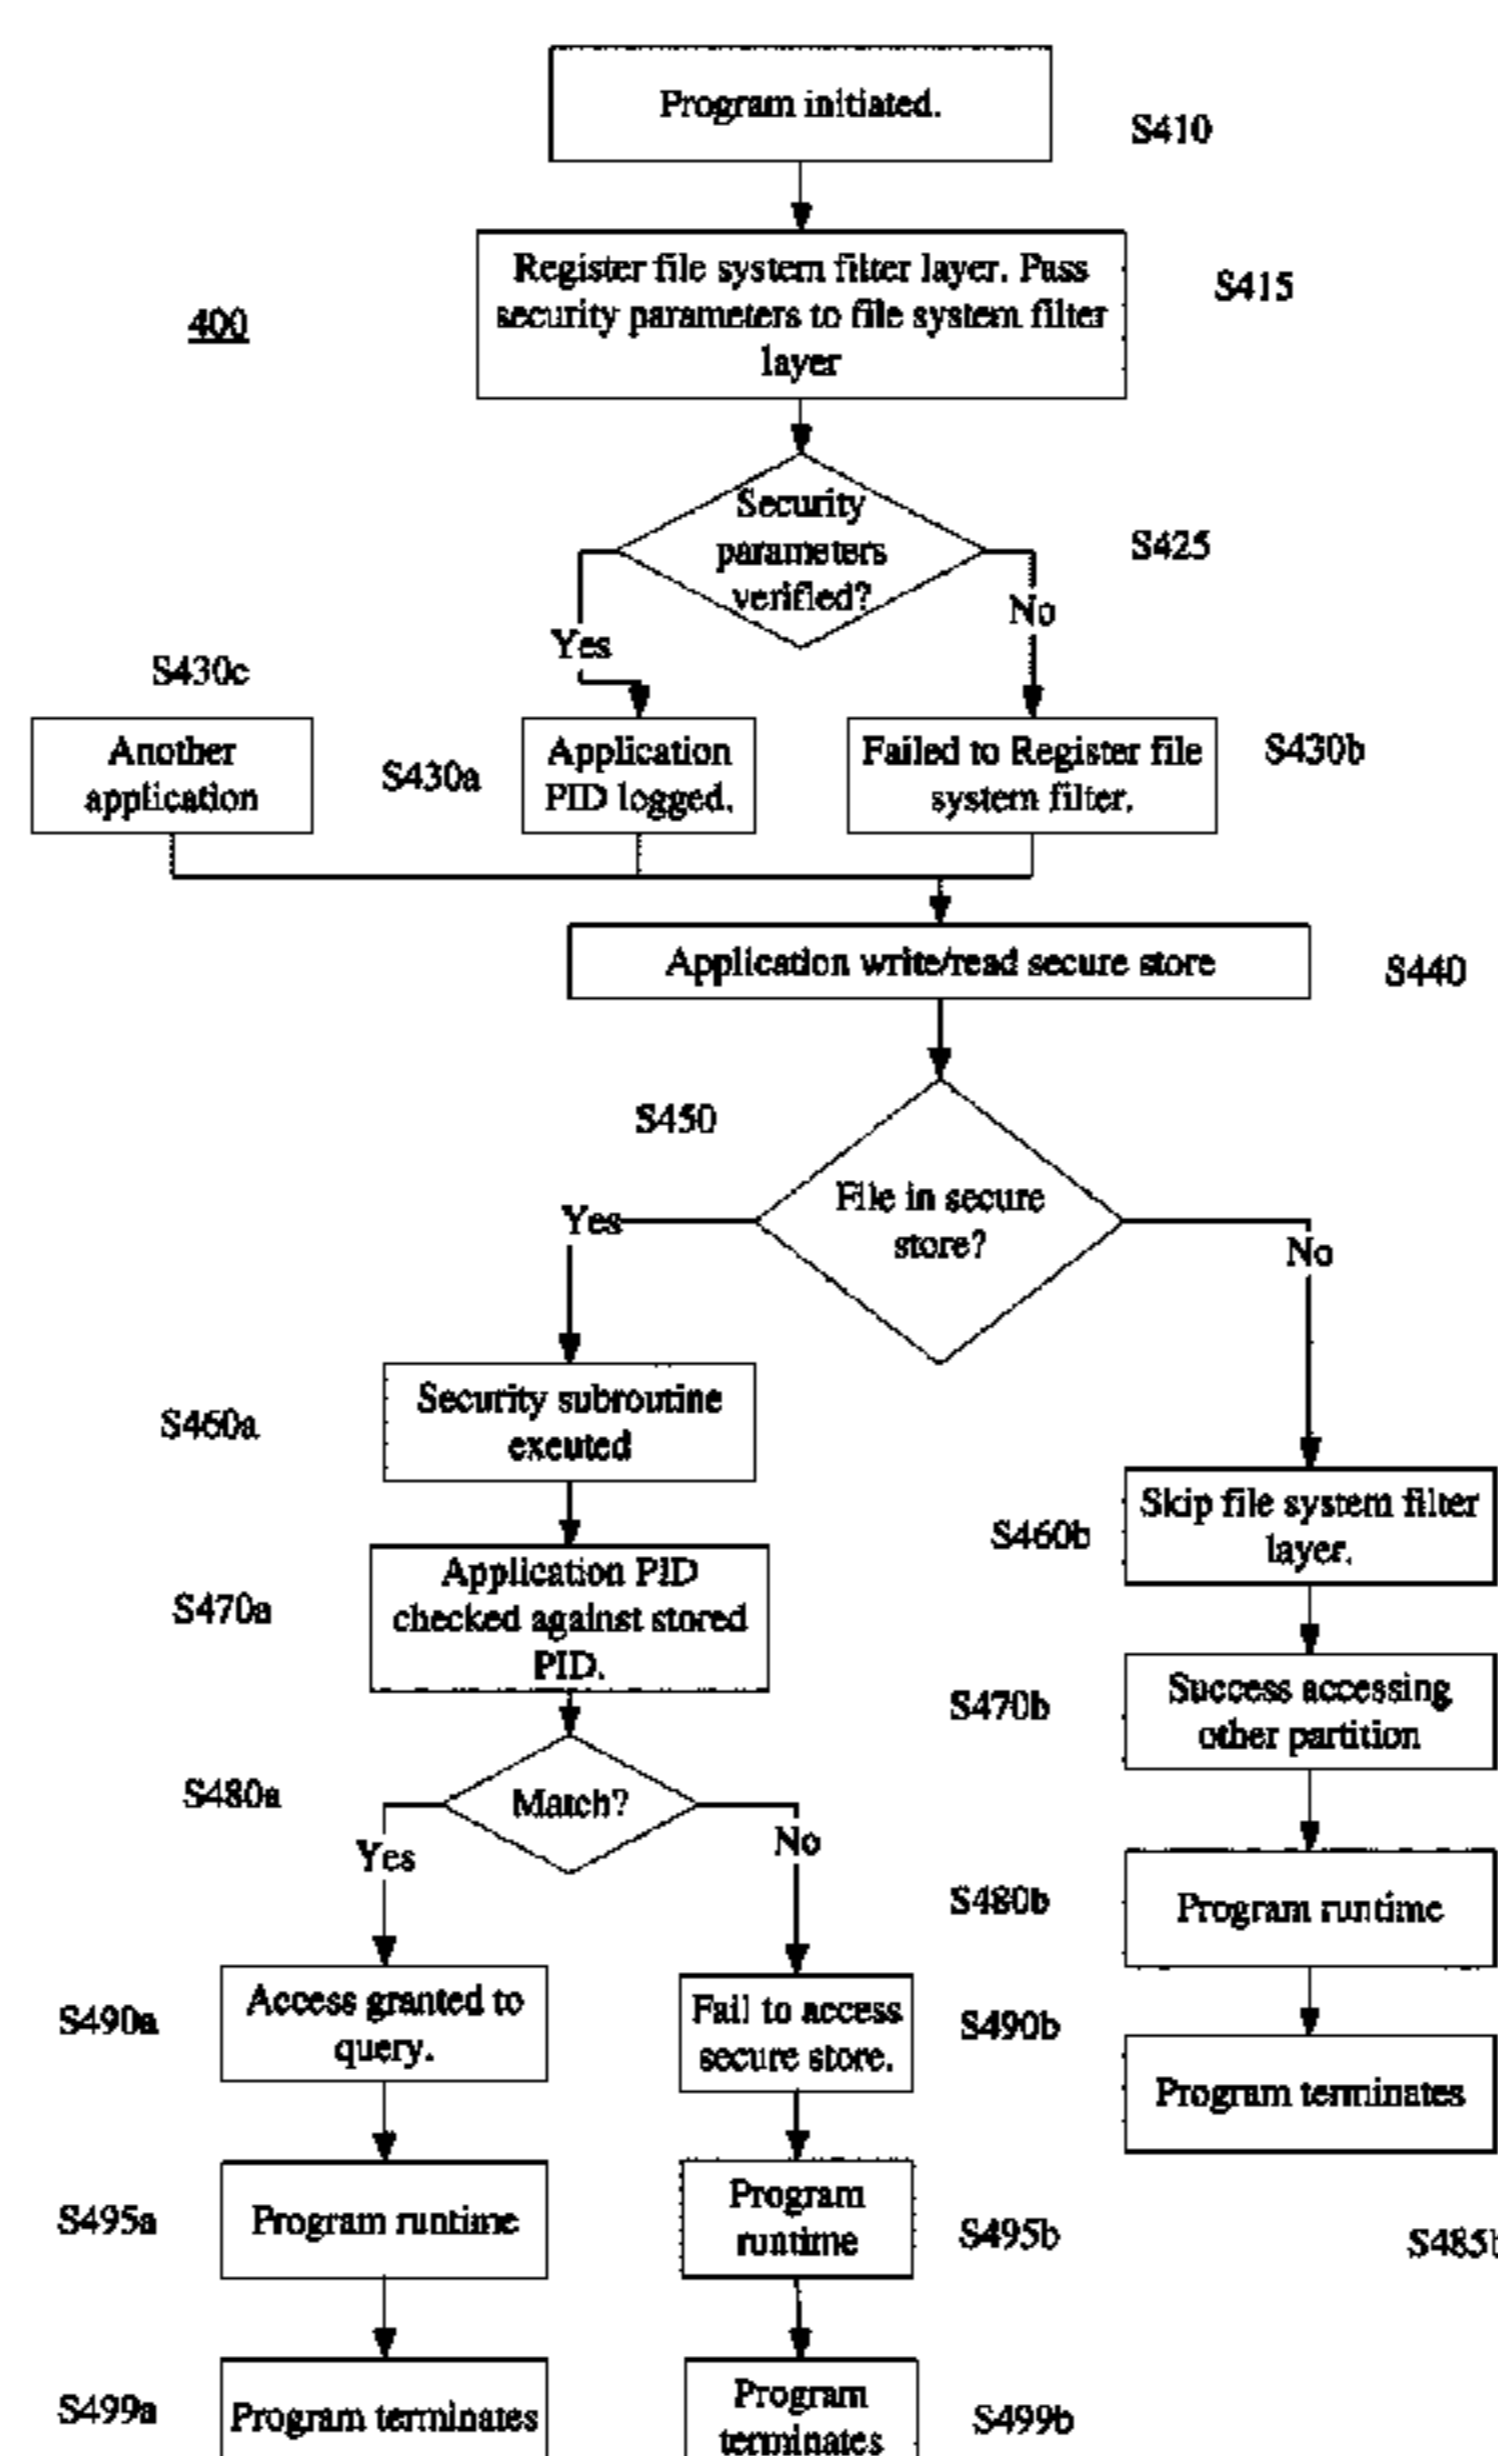 Program initiated.
S410
Register file system filter layer. Pass
security parameters to file system filter
layer
S415
400
Security
parameters
verified?
S425
Yes
No
S430c
Another
application
S430a
Application
PID logged.
Failed to Register file
system filter.
S430b
Application write/read secure store
S440
S450
File in secure
store?
Yes
No
S460a
Security subroutine
exeuted
S460b
Skip file system filter
layer.
S470a
Application PID
checked against stored
PID.
S470b
Success accessing
other partition
S480a
Match?
Yes
No
S480b
Program runtime
S490a
Access granted to
query.
Fail to access
secure store.
S490b
Program terminates
S495a
Program runtime
Program
runtime
S495b
S485b
S499a
Program terminates
Program
terminates
S499b